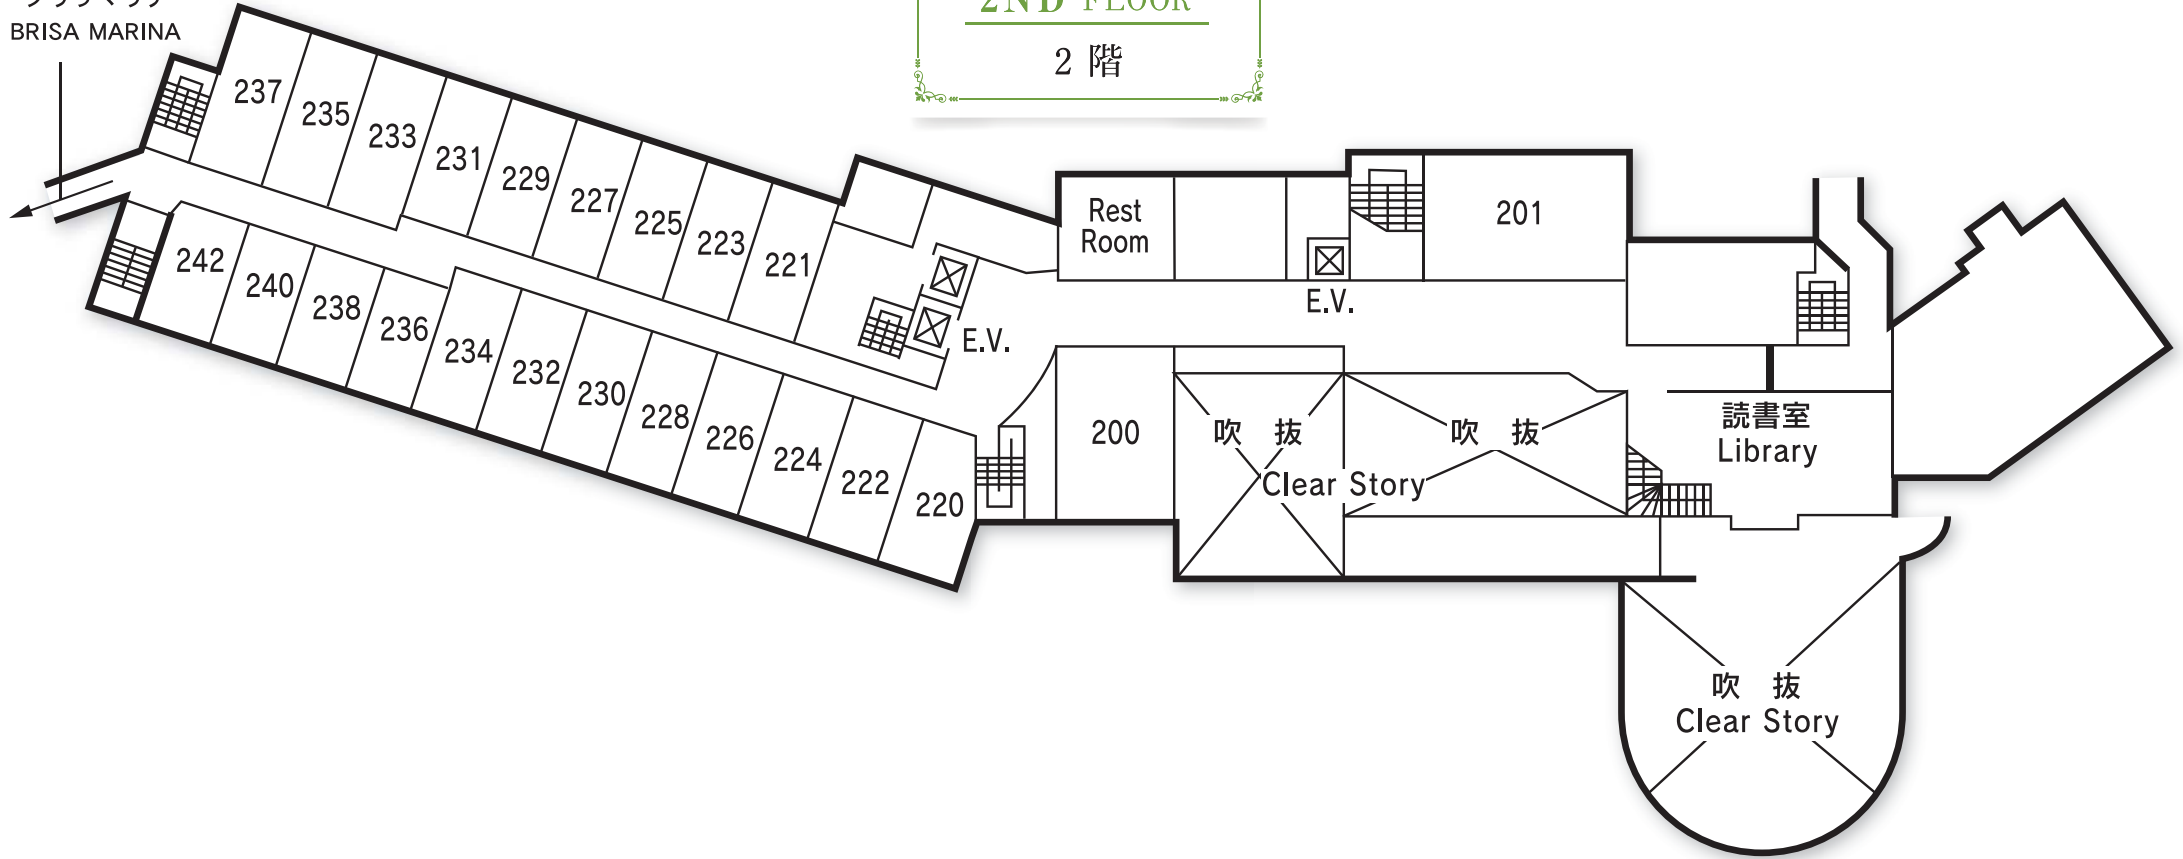 BRISA MARINA
2ND FLOOR
2 階
237
235
233
231
229
227
225
223
221
242
240
238
236
234
232
230
228
226
224
222
220
E.V.
Rest
Room
E.V.
201
200
吹 抜
吹 抜
Clear Story
読書室
Library
吹 抜
Clear Story